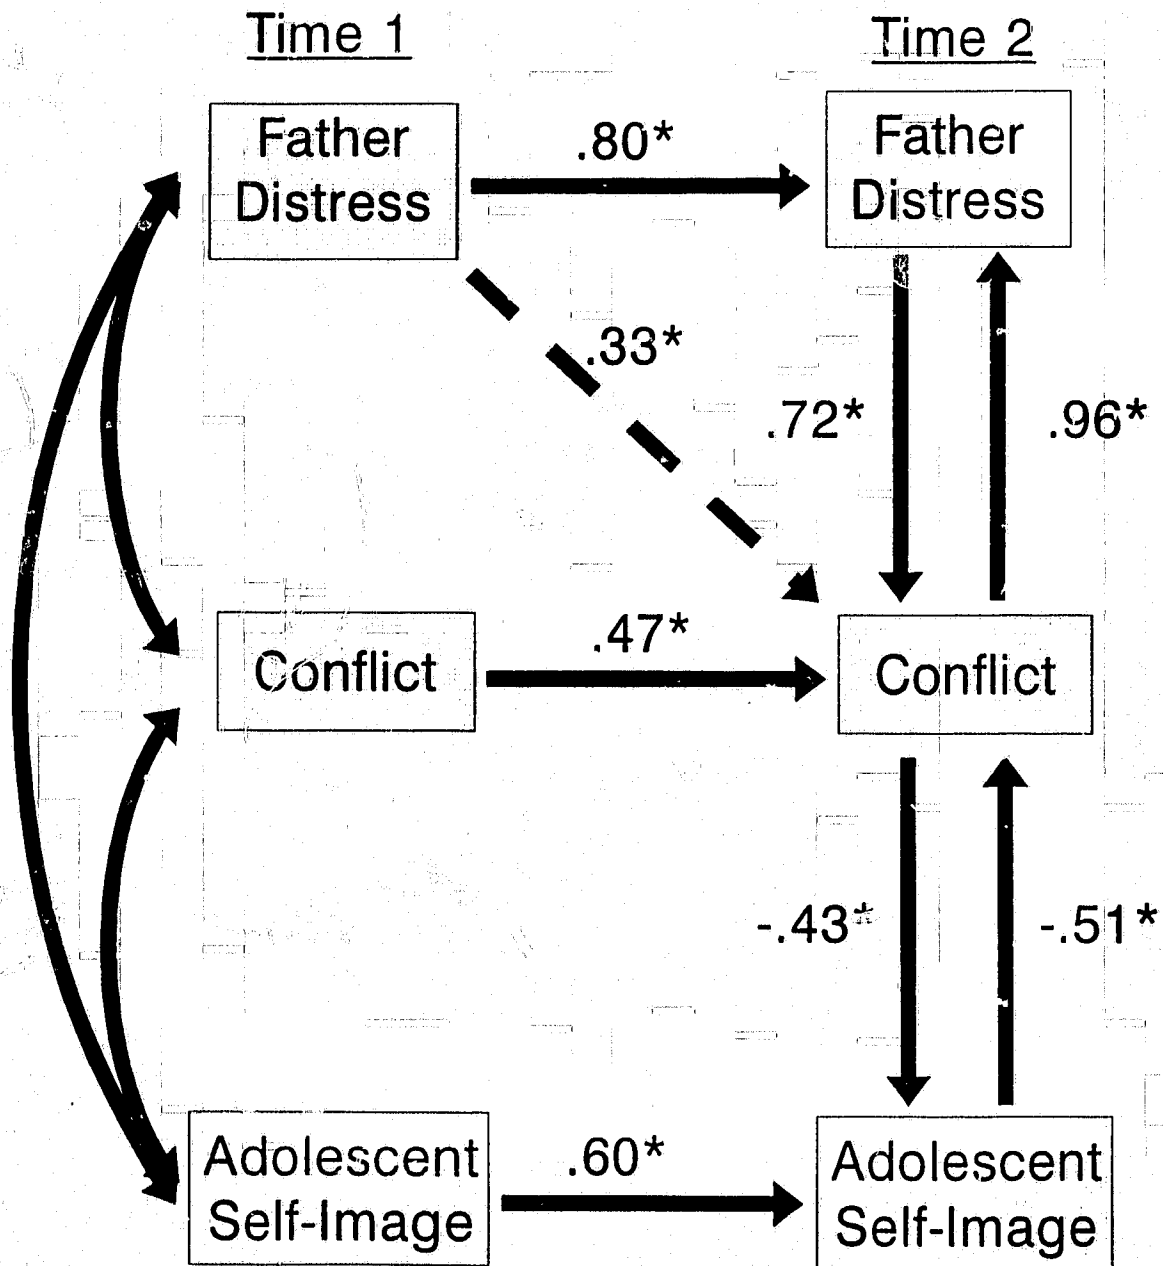 Time 1
Time 2
Father
Distress
.80*
Father
Distress
.33*
.72*
.96*
Conflict
.47*
Conflict
-.43*
-.51*
Adolescent
Self-Image
.60*
Adolescent
Self-Image